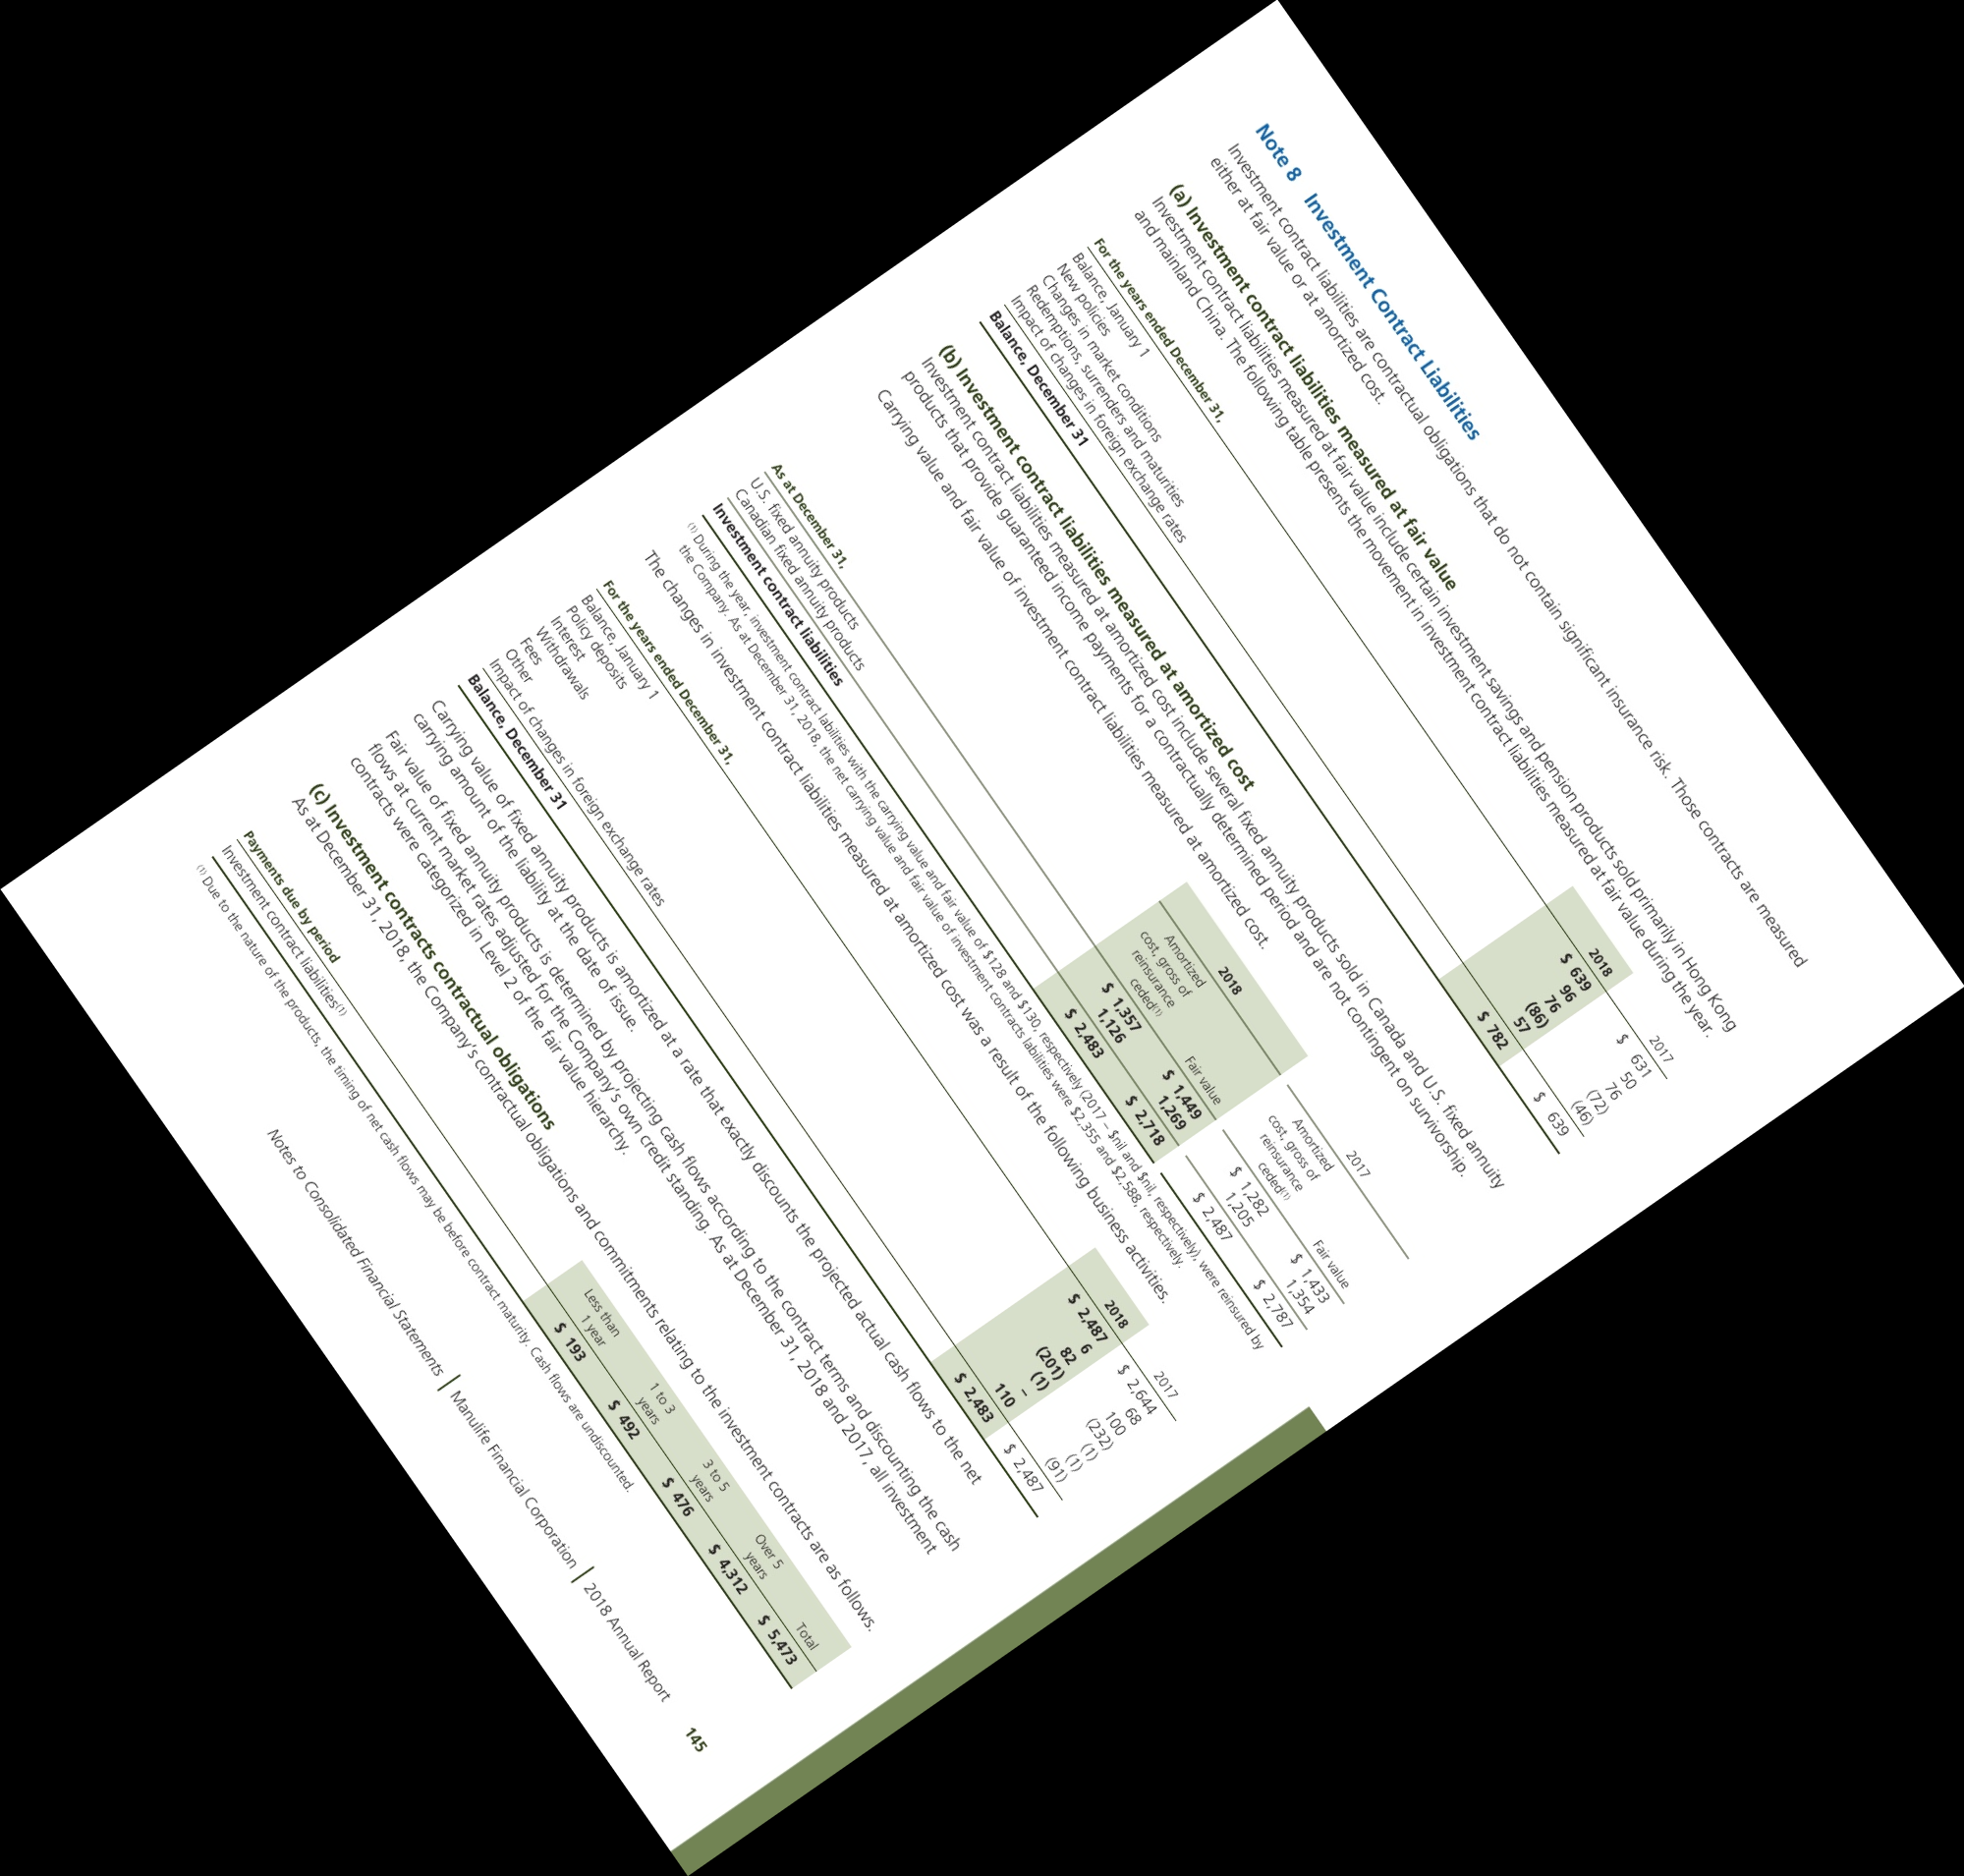 Note 8 Investment Contract Liabilities
Investment contract liabilities are contractual obligations that do not contain significant insurance risk. Those contracts are measured
either at fair value or at amortized cost.
(a) Investment contract liabilities measured at fair value
Investment contract liabilities measured at fair value include certain investment savings and pension products sold primarily in Hong Kong
and mainland China. The following table presents the movement in investment contract liabilities measured at fair value during the year.
For the years ended December 31, 2018 2017
Balance, January 1 $ 639 $ 631
New policies 96 50
Changes in market conditions 76 76
Redemptions, surrenders and maturities (86) (72)
Impact of changes in foreign exchange rates 57 (46)
Balance, December 31 $ 782 $ 639
(b) Investment contract liabilities measured at amortized cost
Investment contract liabilities measured at amortized cost include several fixed annuity products sold in Canada and U.S. fixed annuity
products that provide guaranteed income payments for a contractually determined period and are not contingent on survivorship.
Carrying value and fair value of investment contract liabilities measured at amortized cost.
2018 2017
As at December 31, Amortized cost, gross of reinsurance ceded(1) Fair value Amortized cost, gross of reinsurance ceded(1) Fair value
U.S. fixed annuity products $ 1,357 $ 1,449 $ 1,282 $ 1,433
Canadian fixed annuity products 1,126 1,269 1,205 1,354
Investment contract liabilities $ 2,483 $ 2,718 $ 2,487 $ 2,787
(1) During the year, investment contract liabilities with the carrying value and fair value of $128 and $130, respectively (2017 – $nil and $nil, respectively), were reinsured by
the Company. As at December 31, 2018, the net carrying value and fair value of investment contracts liabilities were $2,355 and $2,588, respectively.
The changes in investment contract liabilities measured at amortized cost was a result of the following business activities.
For the years ended December 31, 2018 2017
Balance, January 1 $ 2,487 $ 2,644
Policy deposits 6 68
Interest 82 100
Withdrawals (201) (232)
Fees (1) (1)
Other – (1)
Impact of changes in foreign exchange rates 110 (91)
Balance, December 31 $ 2,483 $ 2,487
Carrying value of fixed annuity products is amortized at a rate that exactly discounts the projected actual cash flows to the net
carrying amount of the liability at the date of issue.
Fair value of fixed annuity products is determined by projecting cash flows according to the contract terms and discounting the cash
flows at current market rates adjusted for the Company's own credit standing. As at December 31, 2018 and 2017, all investment
contracts were categorized in Level 2 of the fair value hierarchy.
(c) Investment contracts contractual obligations
As at December 31, 2018, the Company's contractual obligations and commitments relating to the investment contracts are as follows.
Payments due by period Less than 1 year 1 to 3 years 3 to 5 years Over 5 years Total
Investment contract liabilities(1) $ 193 $ 492 $ 476 $ 4,312 $ 5,473
(1) Due to the nature of the products, the timing of net cash flows may be before contract maturity. Cash flows are undiscounted.
Notes to Consolidated Financial Statements | Manulife Financial Corporation | 2018 Annual Report 145